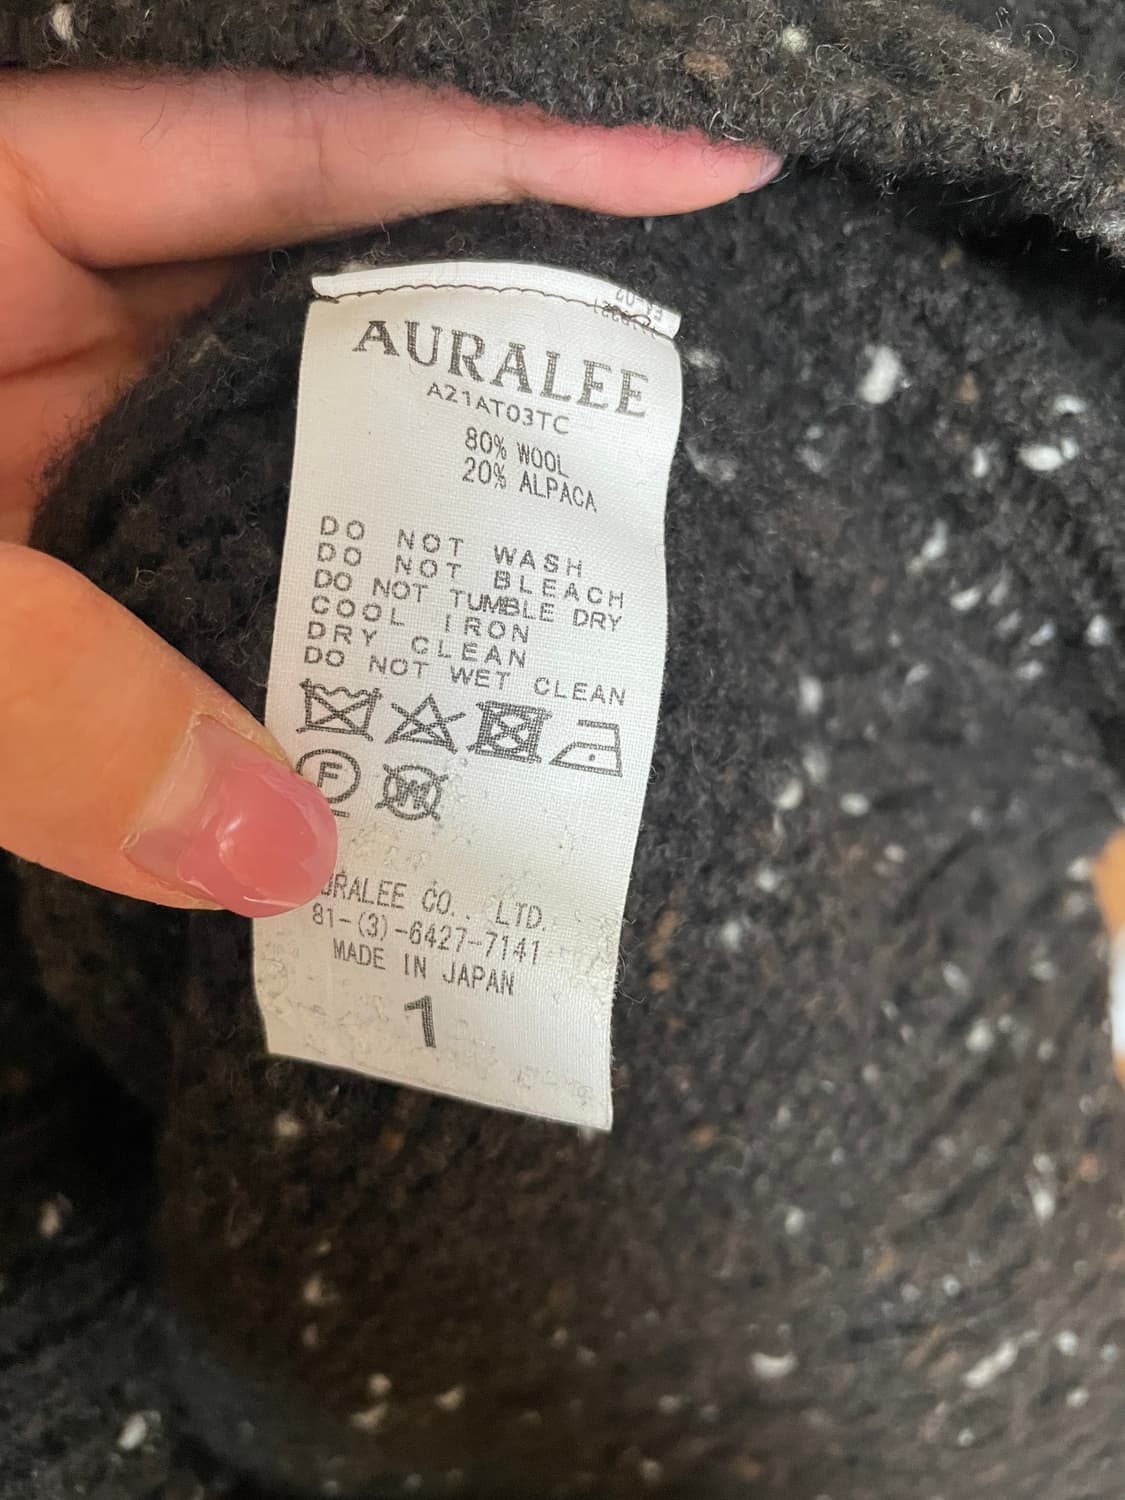 AURALEE
A21AT03TC
80% WOOL
20% ALPACA
DO NOT WASH
DO NOT BLEACH
DO NOT TUMBLE DRY
COOL IRON
DRY CLEAN
DO NOT WET CLEAN
F
W
URALEE CO., LTD.
81-(3)-6427-7141
MADE IN JAPAN
1